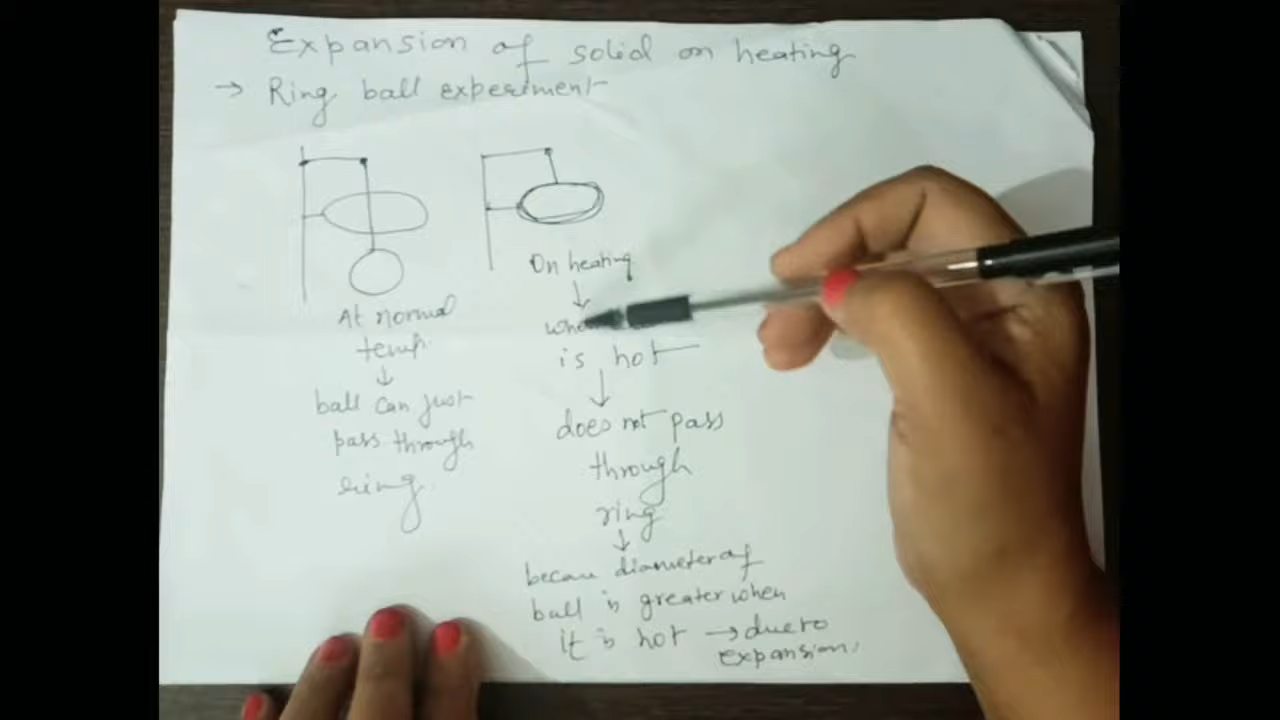 Expansion of solid on heating
→ Ring ball experiment
At normal
temp.
↓
ball can just
pass through
ring
On heating
↓
is hot
↓
does not pass
through
ring
↓
becau diameter of
ball is greater when
it is hot → due to
expansion.